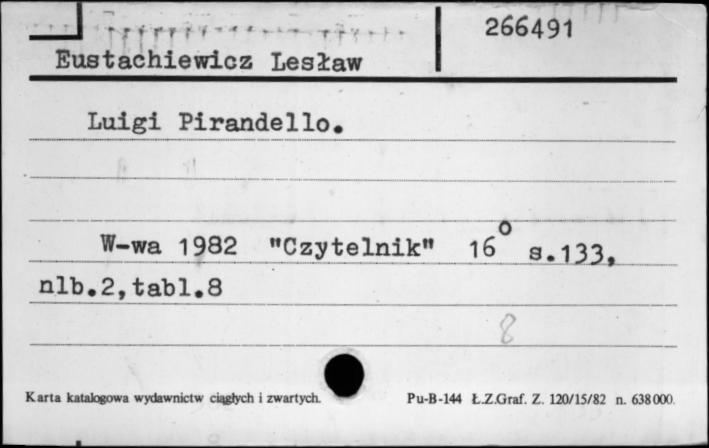 266491
Eustachiewicz Lesław
Luigi Pirandello.
W-wa 1982 "Czytelnik" 16° s.133,
nlb.2,tabl.8
8
Karta katalogowa wydawnictw ciągłych i zwartych. Pu-B-144 Ł.Z.Graf. Z. 120/15/82 n. 638000.